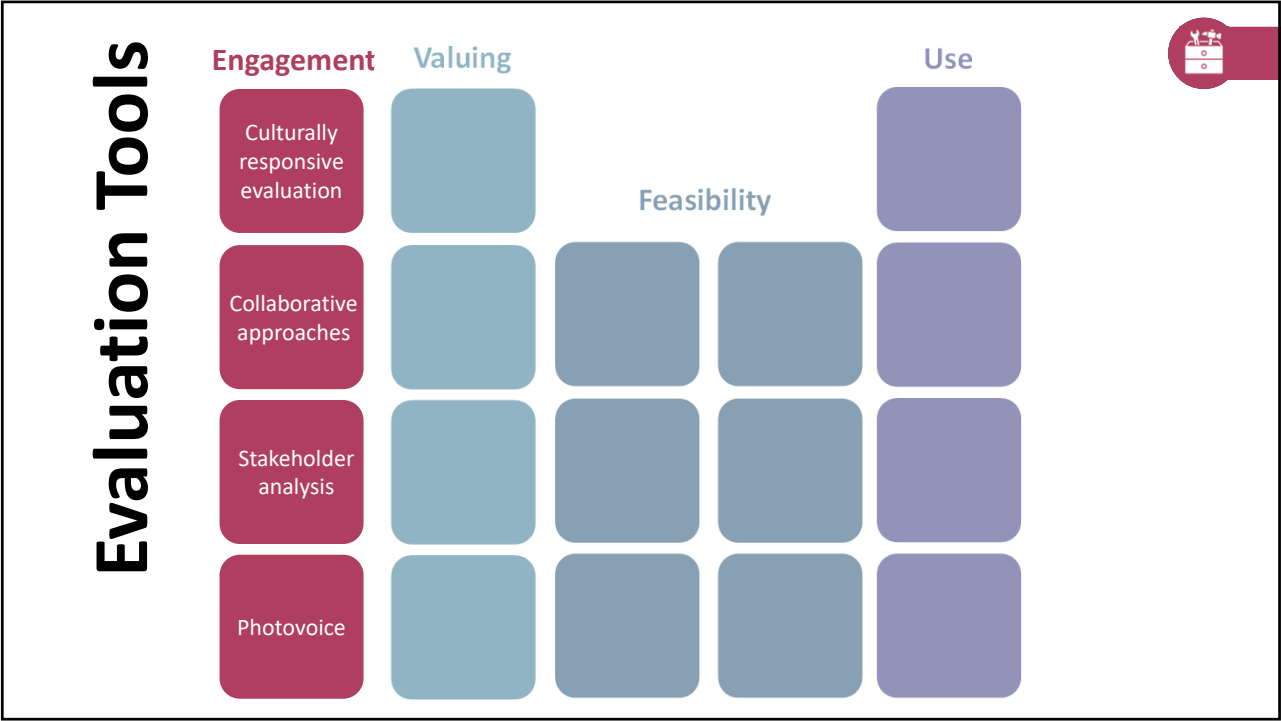 Evaluation Tools
Engagement
Valuing
Use
Feasibility
Culturally
responsive
evaluation
Collaborative
approaches
Stakeholder
analysis
Photovoice